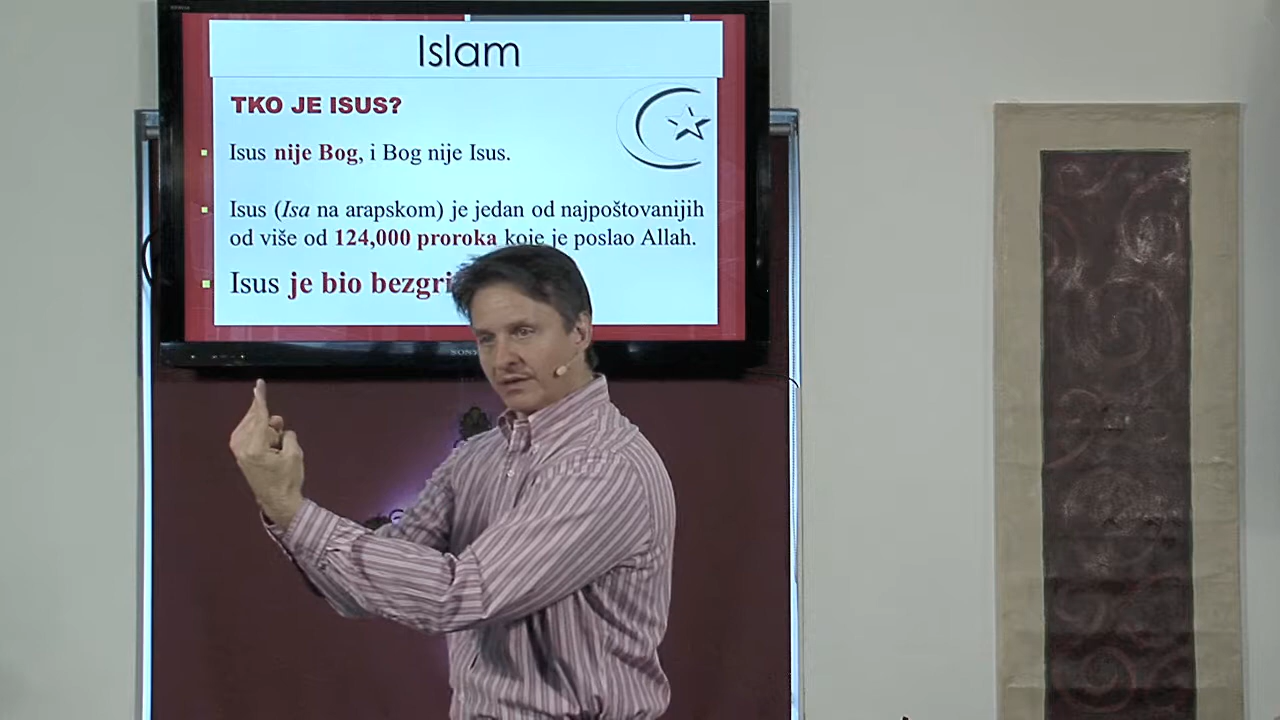 Islam
TKO JE ISUS?
Isus nije Bog, i Bog nije Isus.
Isus (Isa na arapskom) je jedan od najpoštovanijih
od više od 124,000 proroka koje je poslao Allah.
Isus je bio
SONY